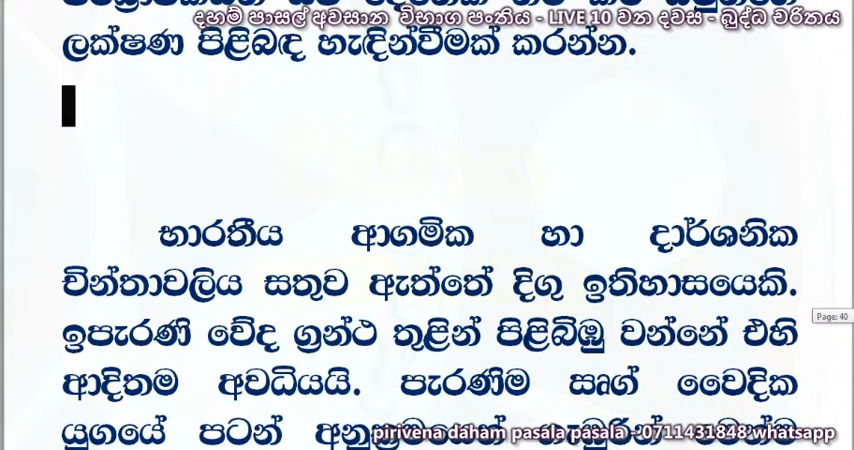 දහම් පාසල් අවසාන විභාග පංතිය - LIVE 10 වන දවස - බුද්ධ චරිතය
ලක්ෂණ පිළිබඳ හැඳින්වීමක් කරන්න.
භාරතීය ආගමික හා දාර්ශනික
චින්තාවලිය සතුව ඇත්තේ දිගු ඉතිහාසයෙකි.
ඉපැරණි වේද ග්‍රන්ථ තුළින් පිළිබිඹු වන්නේ එහි
Page: 40
ආදිතම අවධියයි. පැරණිම ඍග් වෛදික
යුගයේ පටන්
pirivena daham pasala pasala - 0711431848 whatsapp